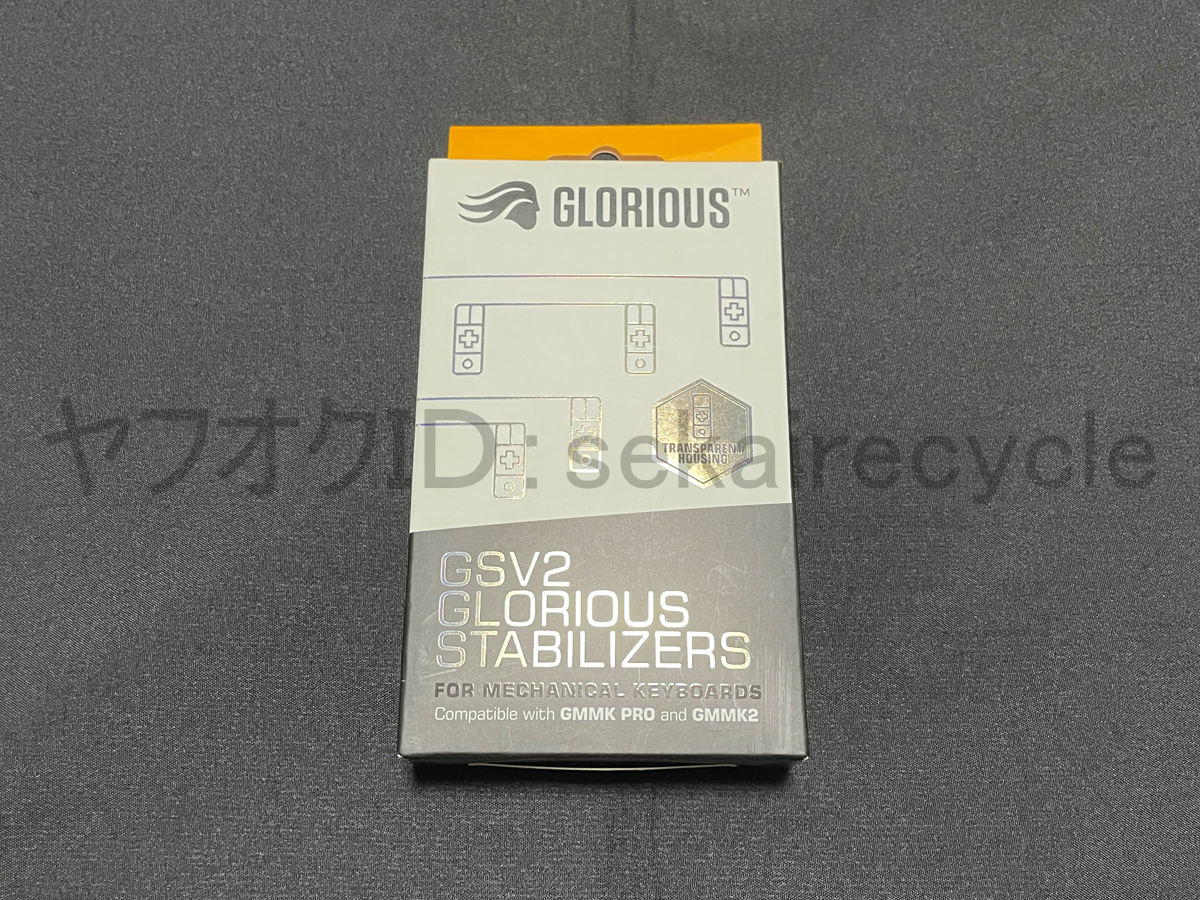 GLORIOUS™
TRANSPARENT
HOUSING
ヤフオクID: sekairecycle
GSV2
GLORIOUS
STABILIZERS
FOR MECHANICAL KEYBOARDS
Compatible with GMMK PRO and GMMK2